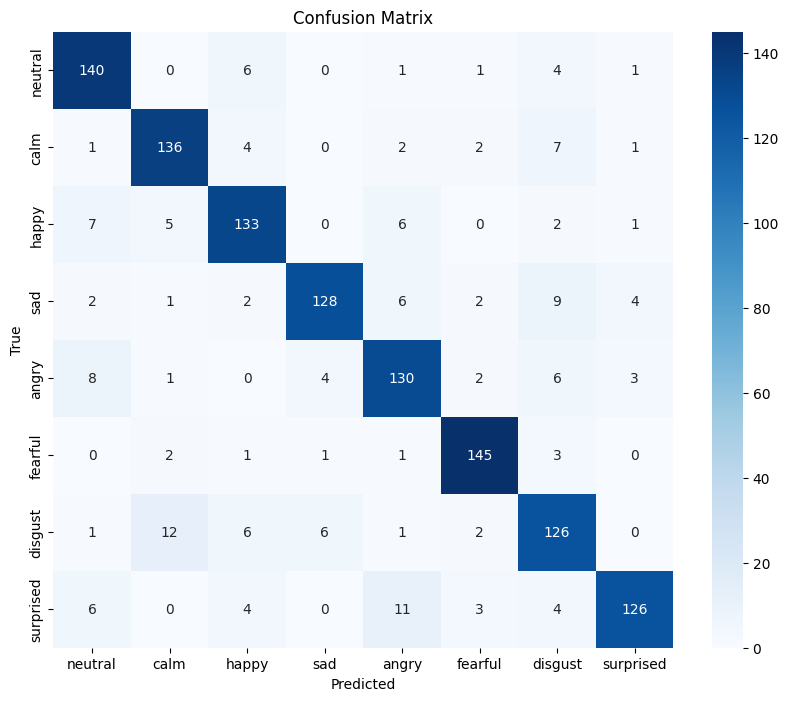 Confusion Matrix
True
neutral 140 0 6 0 1 1 4 1
calm 1 136 4 0 2 2 7 1
happy 7 5 133 0 6 0 2 1
sad 2 1 2 128 6 2 9 4
angry 8 1 0 4 130 2 6 3
fearful 0 2 1 1 1 145 3 0
disgust 1 12 6 6 1 2 126 0
surprised 6 0 4 0 11 3 4 126
neutral calm happy sad angry fearful disgust surprised
Predicted
140
120
100
80
60
40
20
0